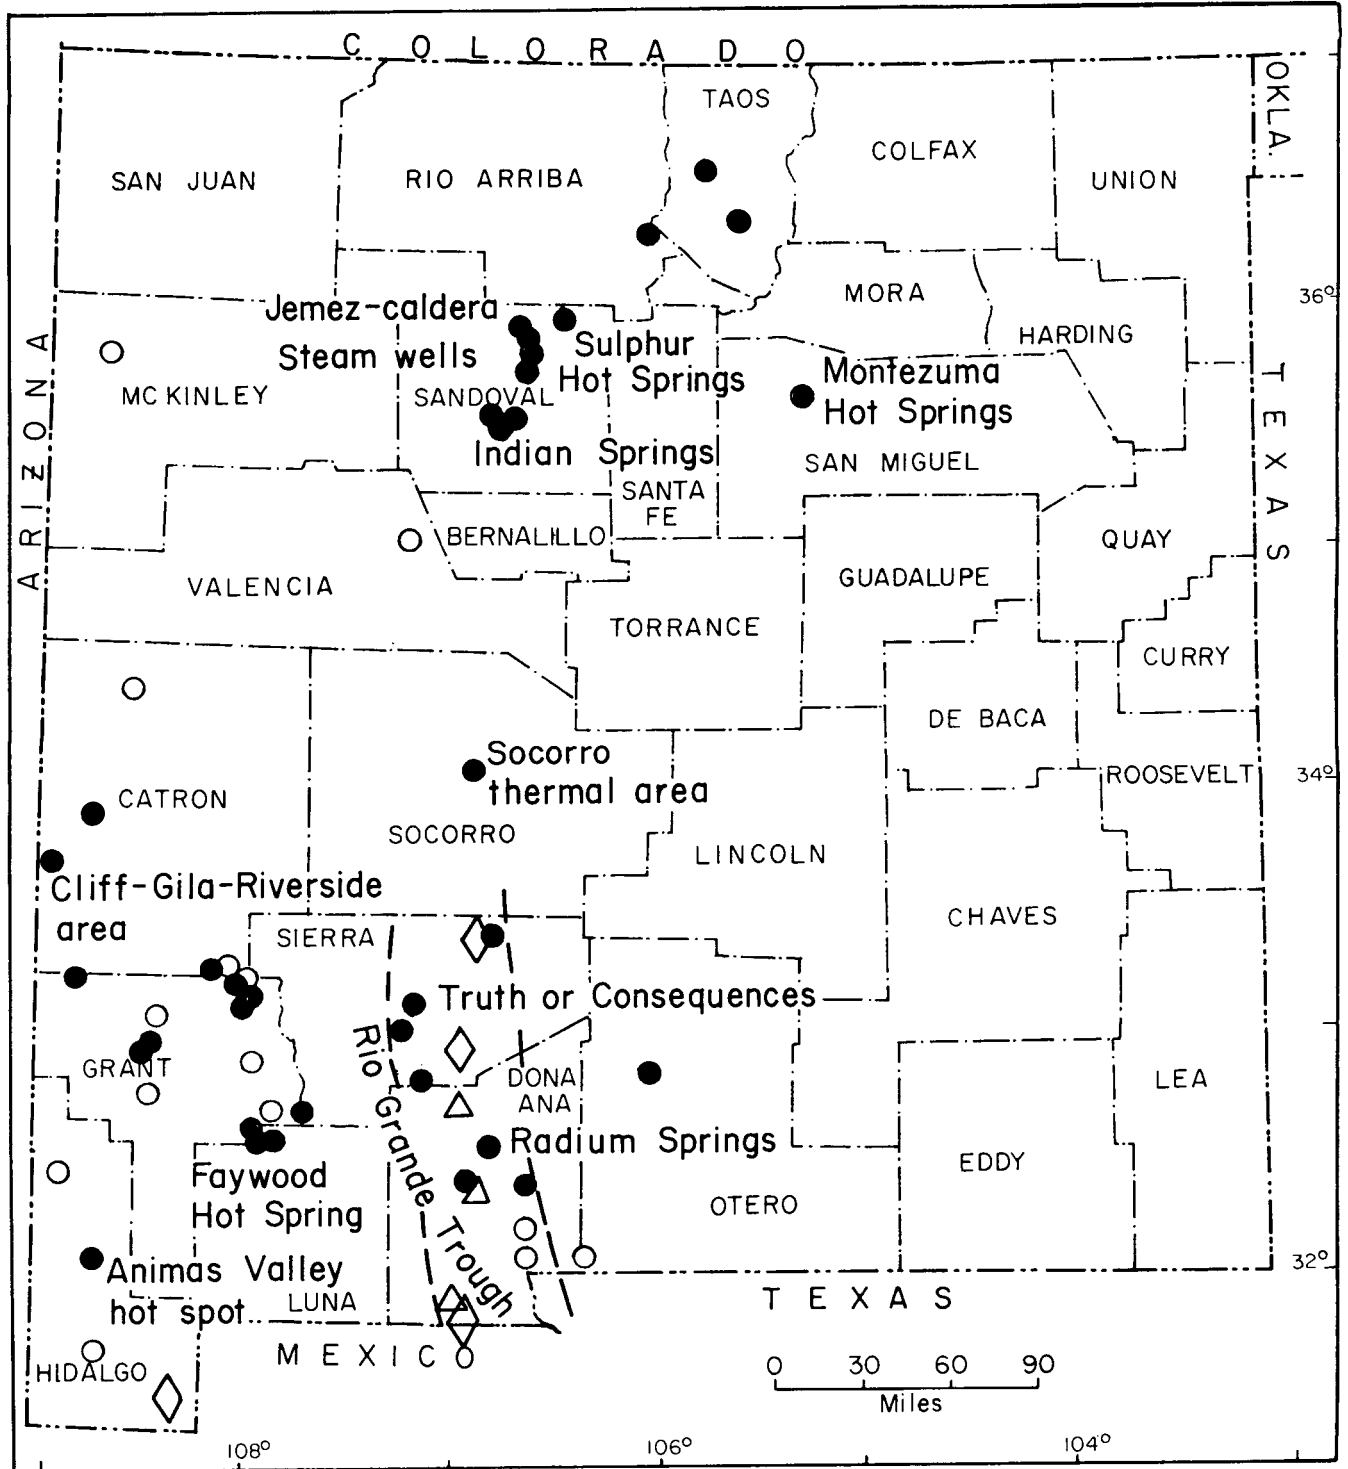 COLORADO
OKLA.
TAOS
COLFAX
SAN JUAN
RIO ARRIBA
UNION
36°
MORA
Jemez-caldera
Steam wells
Sulphur
Hot Springs
HARDING
ARIZONA
TEXAS
MC KINLEY
SANDOVAL
Montezuma
Hot Springs
Indian Springs
SAN MIGUEL
SANTA
FE
BERNALILLO
QUAY
VALENCIA
GUADALUPE
TORRANCE
CURRY
DE BACA
Socorro
thermal area
34°
ROOSEVELT
CATRON
SOCORRO
LINCOLN
Cliff-Gila-Riverside
area
CHAVES
SIERRA
Truth or Consequences
Rio Grande Trough
GRANT
DONA
ANA
LEA
Radium Springs
EDDY
Faywood
Hot Spring
OTERO
32°
Animas Valley
hot spot
LUNA
TEXAS
MEXICO
HIDALGO
0 30 60 90
Miles
108° 106° 104°